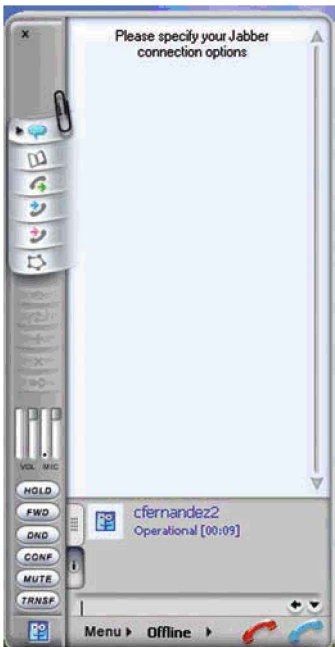 Please specify your Jabber
connection options
VOL MIC
HOLD
FWD
DND
CONF
MUTE
TRNSF
cfernandez2
Operational [00:09]
i
Menu
Offline